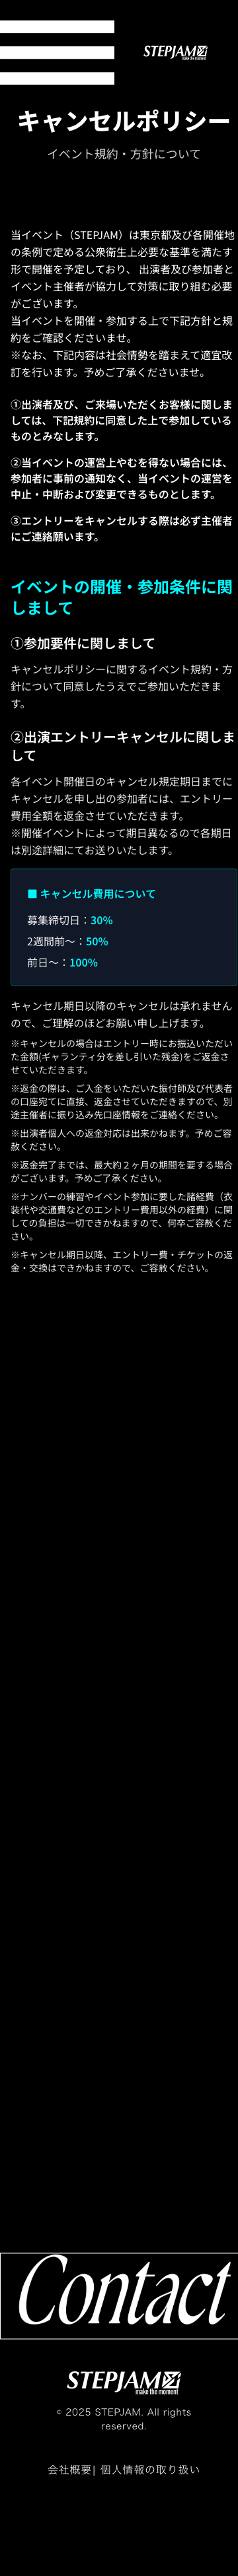 STEPJAM
make the moment
キャンセルポリシー
イベント規約・方針について
当イベント（STEPJAM）は東京都及び各開催地
の条例で定める公衆衛生上必要な基準を満たす
形で開催を予定しており、 出演者及び参加者と
イベント主催者が協力して対策に取り組む必要
がございます。
当イベントを開催・参加する上で下記方針と規
約をご確認くださいませ。
※なお、下記内容は社会情勢を踏まえて適宜改
訂を行います。予めご了承くださいませ。
①出演者及び、ご来場いただくお客様に関しま
しては、下記規約に同意した上で参加している
ものとみなします。
②当イベントの運営上やむを得ない場合には、
参加者に事前の通知なく、当イベントの運営を
中止・中断および変更できるものとします。
③エントリーをキャンセルする際は必ず主催者
にご連絡願います。
イベントの開催・参加条件に関
しまして
①参加要件に関しまして
キャンセルポリシーに関するイベント規約・方
針について同意したうえでご参加いただきま
す。
②出演エントリーキャンセルに関しま
して
各イベント開催日のキャンセル規定期日までに
キャンセルを申し出の参加者には、エントリー
費用全額を返金させていただきます。
※開催イベントによって期日異なるので各期日
は別途詳細にてお送りいたします。
■ キャンセル費用について
募集締切日：30%
2週間前〜：50%
前日〜：100%
キャンセル期日以降のキャンセルは承れません
ので、ご理解のほどお願い申し上げます。
※キャンセルの場合はエントリー時にお振込いただい
た金額(ギャランティ分を差し引いた残金)をご返金さ
せていただきます。
※返金の際は、ご入金をいただいた振付師及び代表者
の口座宛てに直接、返金させていただきますので、別
途主催者に振り込み先口座情報をご連絡ください。
※出演者個人への返金対応は出来かねます。予めご容
赦ください。
※返金完了までは、最大約２ヶ月の期間を要する場合
がございます。予めご了承ください。
※ナンバーの練習やイベント参加に要した諸経費（衣
装代や交通費などのエントリー費用以外の経費）に関
しての負担は一切できかねますので、何卒ご容赦くだ
さい。
※キャンセル期日以降、エントリー費・チケットの返
金・交換はできかねますので、ご容赦ください。
Contact
STEPJAM
make the moment
© 2025 STEPJAM. All rights
reserved.
会社概要| 個人情報の取り扱い